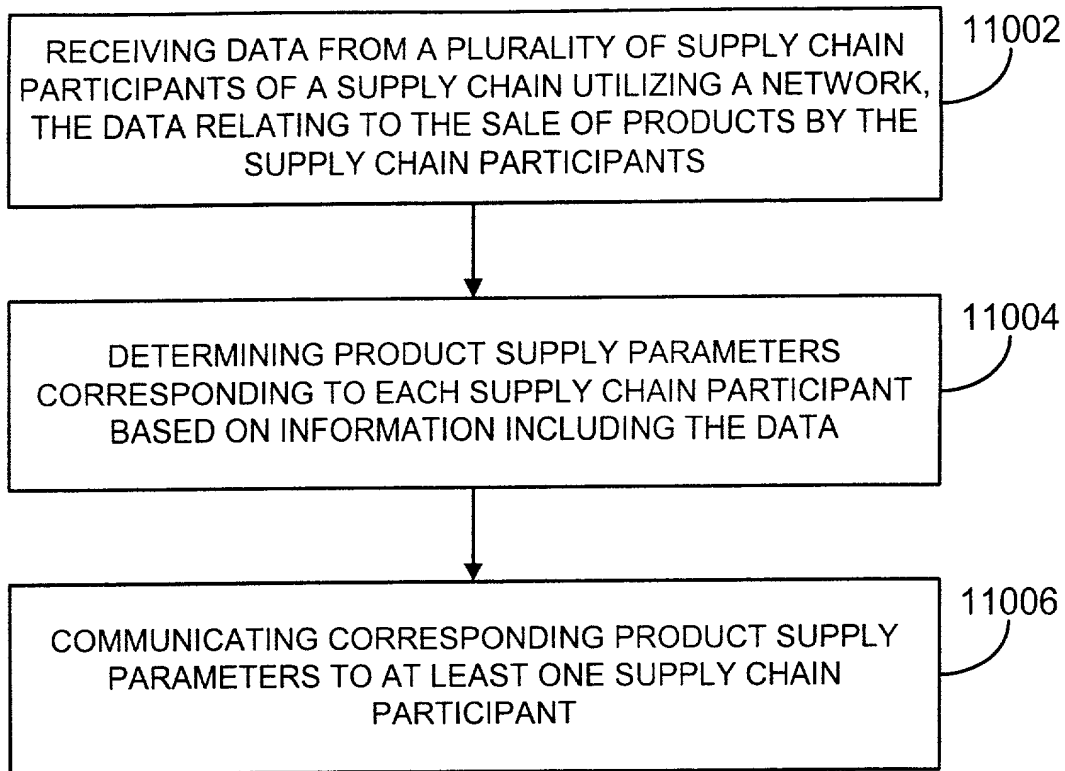 RECEIVING DATA FROM A PLURALITY OF SUPPLY CHAIN
PARTICIPANTS OF A SUPPLY CHAIN UTILIZING A NETWORK,
THE DATA RELATING TO THE SALE OF PRODUCTS BY THE
SUPPLY CHAIN PARTICIPANTS
11002
DETERMINING PRODUCT SUPPLY PARAMETERS
CORRESPONDING TO EACH SUPPLY CHAIN PARTICIPANT
BASED ON INFORMATION INCLUDING THE DATA
11004
COMMUNICATING CORRESPONDING PRODUCT SUPPLY
PARAMETERS TO AT LEAST ONE SUPPLY CHAIN
PARTICIPANT
11006